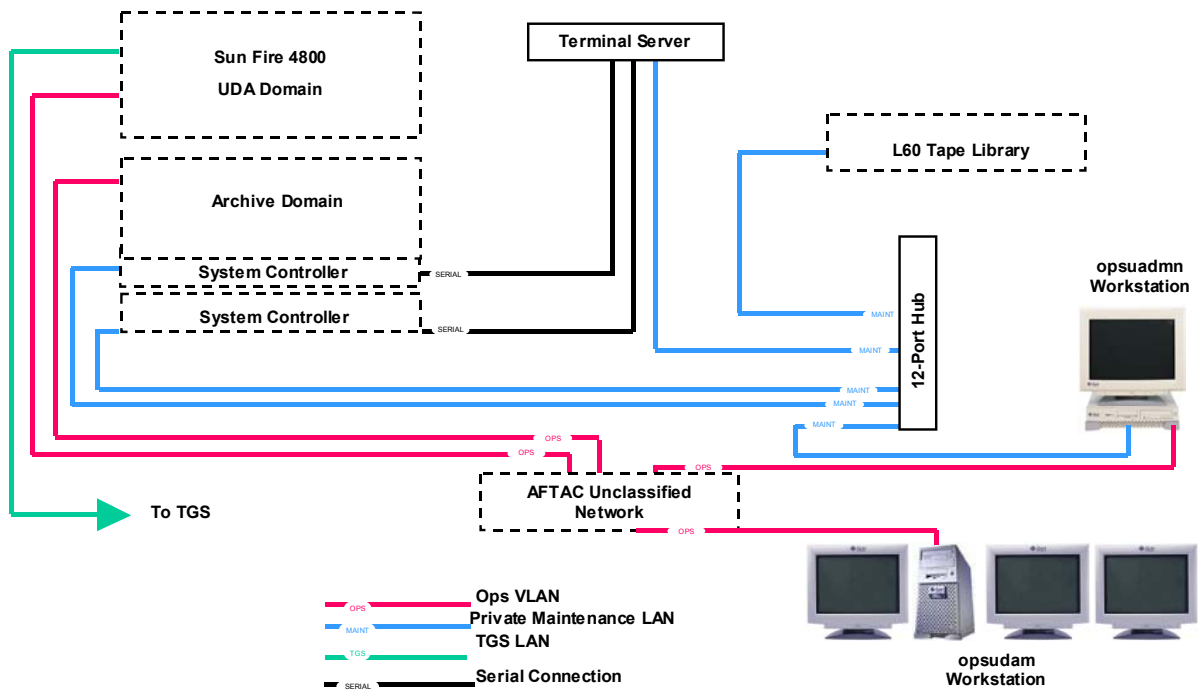 Sun Fire 4800
UDA Domain
Terminal Server
L60 Tape Library
Archive Domain
System Controller
SERIAL
System Controller
SERIAL
12-Port Hub
opsuadmn
Workstation
MAINT
MAINT
MAINT
MAINT
MAINT
OPS
OPS
OPS
AFTAC Unclassified
Network
To TGS
OPS
OPS
Ops VLAN
MAINT
Private Maintenance LAN
TGS
TGS LAN
SERIAL
Serial Connection
opsudam
Workstation